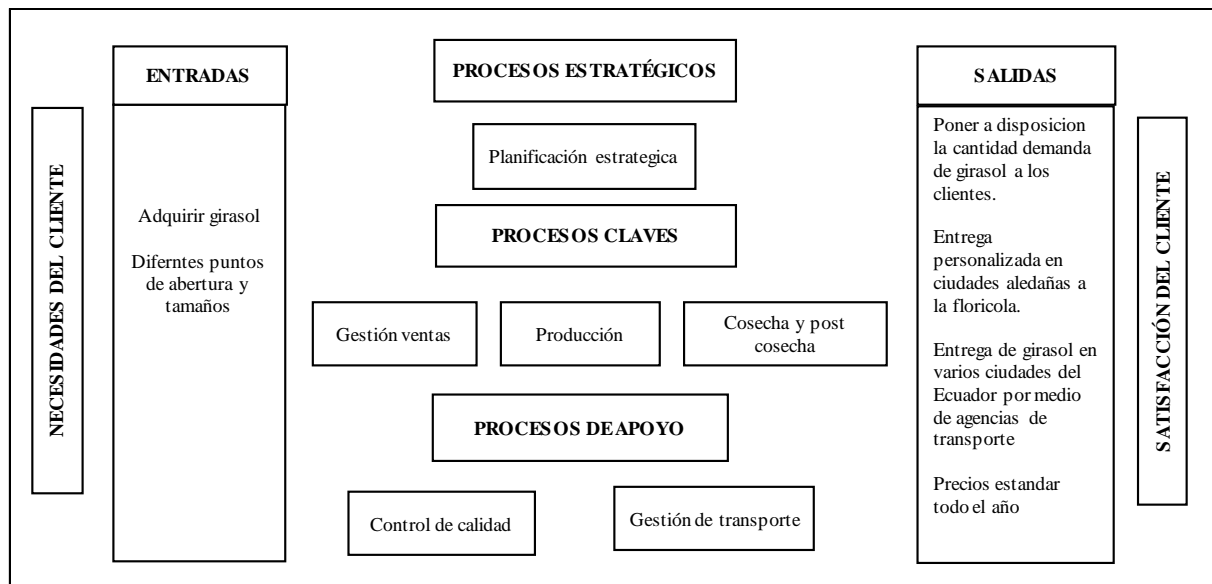 NECESIDADES DEL CLIENTE
ENTRADAS
Adquirir girasol
Diferntes puntos
de abertura y
tamaños
PROCESOS ESTRATÉGICOS
Planificación estrategica
PROCESOS CLAVES
Gestión ventas
Producción
Cosecha y post
cosecha
PROCESOS DE APOYO
Control de calidad
Gestión de transporte
SALIDAS
Poner a disposicion
la cantidad demanda
de girasol a los
clientes.
Entrega
personalizada en
ciudades aledañas a
la floricola.
Entrega de girasol en
varios ciudades del
Ecuador por medio
de agencias de
transporte
Precios estandar
todo el año
SATISFACCIÓN DEL CLIENTE